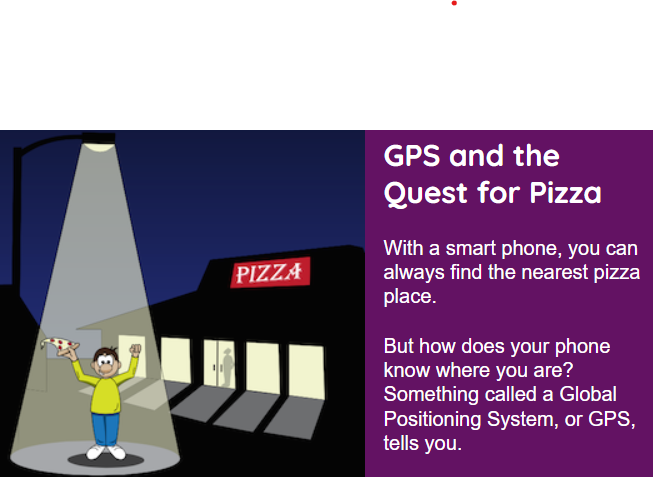 GPS and the
Quest for Pizza
With a smart phone, you can
always find the nearest pizza
place.
But how does your phone
know where you are?
Something called a Global
Positioning System, or GPS,
tells you.
PIZZA